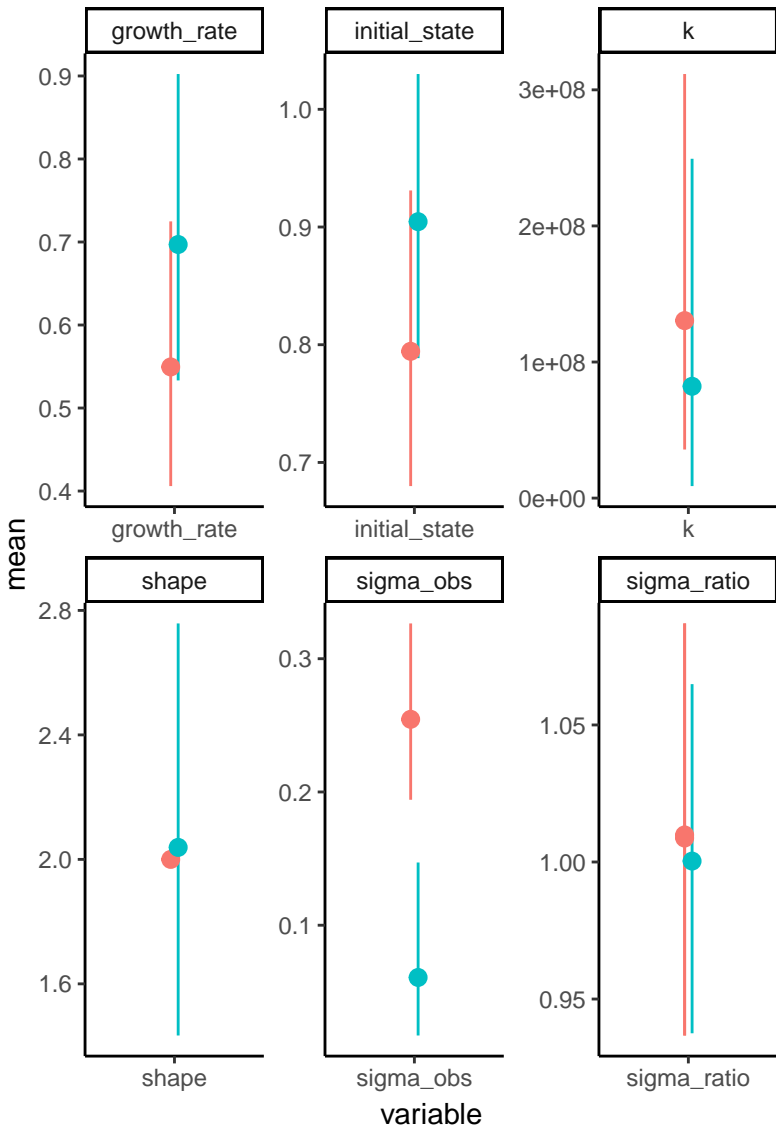 growth_rate initial_state k
0.9
0.8
0.7
0.6
0.5
0.4
1.0
0.9
0.8
0.7
3e+08
2e+08
1e+08
0e+00
growth_rate initial_state k
mean
shape sigma_obs sigma_ratio
2.8
2.4
2.0
1.6
0.3
0.2
0.1
1.05
1.00
0.95
shape sigma_obs sigma_ratio
variable